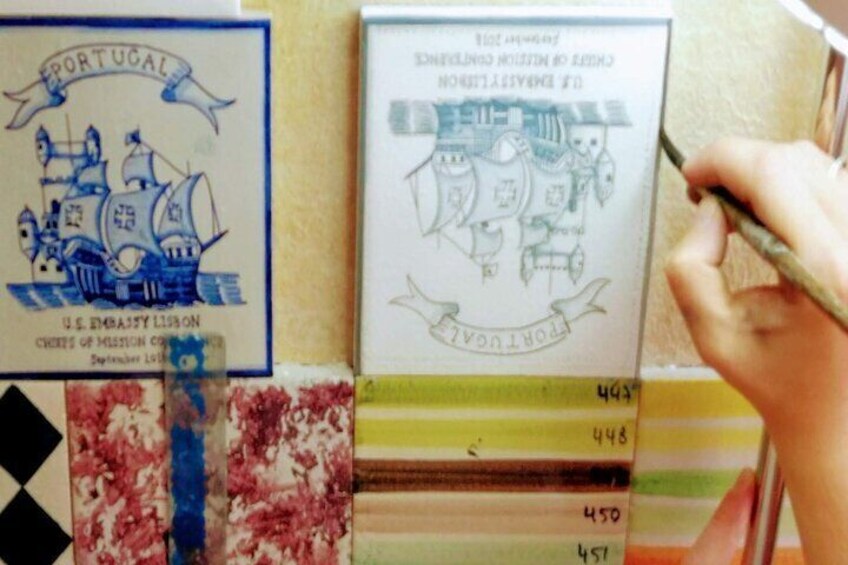 PORTUGAL
U.S. EMBASSY LISBON
CHIEFS OF MISSION CONFERENCE
September 2018
PORTUGAL
U.S. EMBASSY LISBON
CHIEFS OF MISSION CONFERENCE
September 2018
447
448
450
451